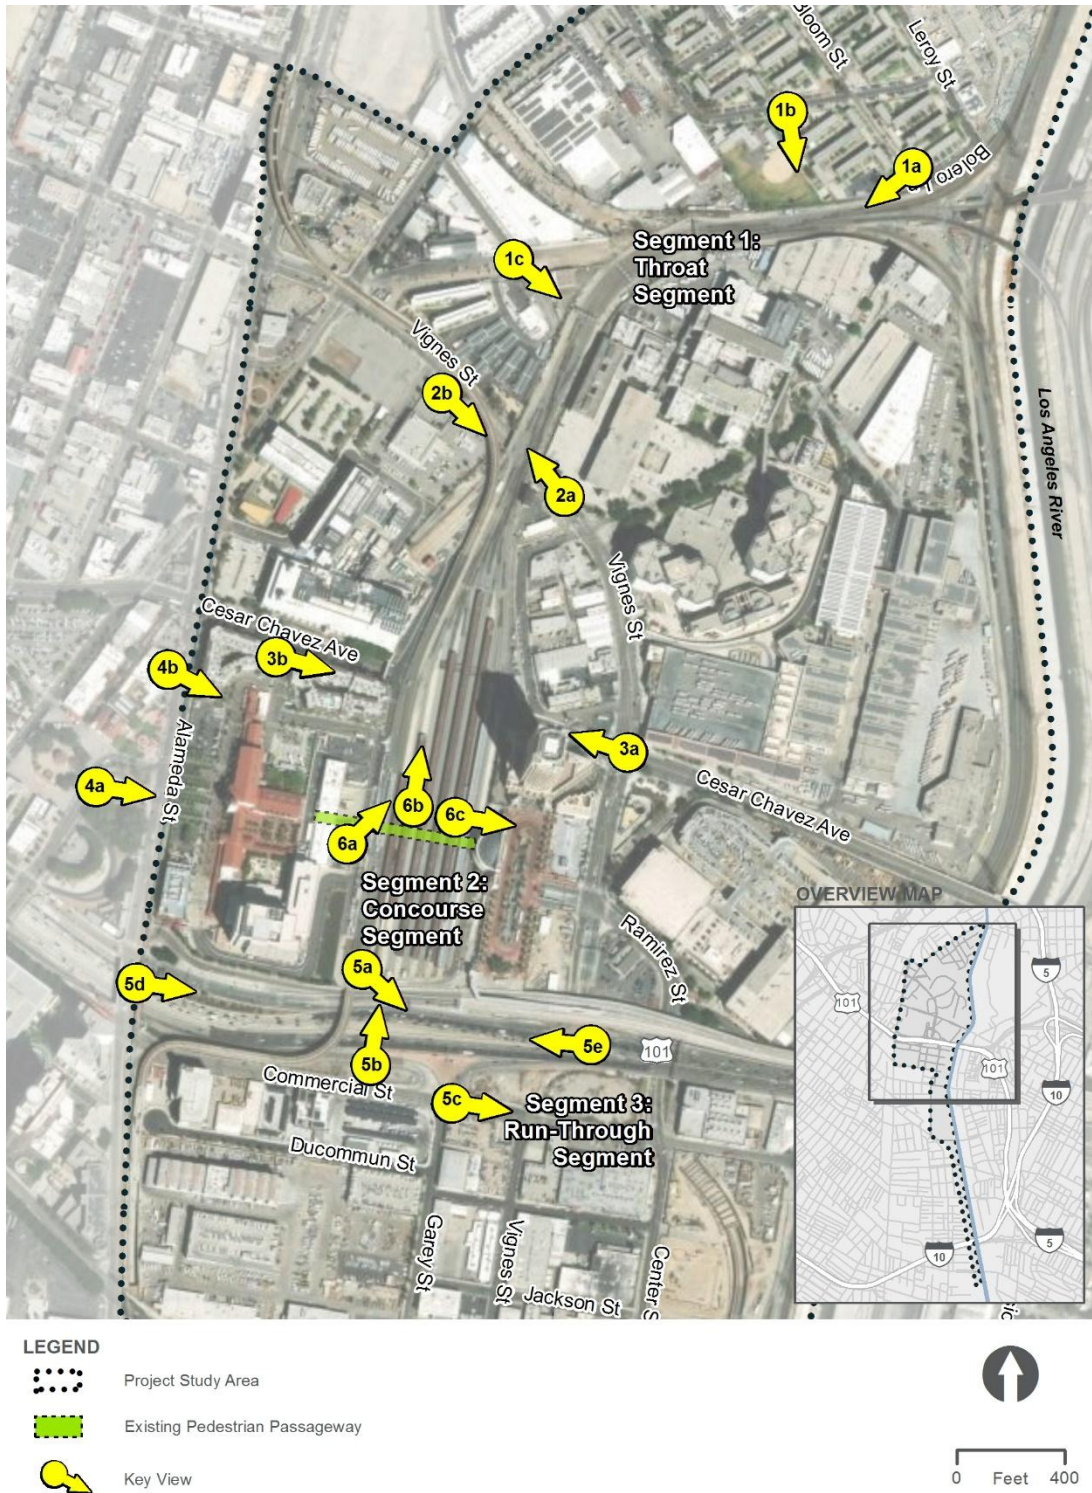 Bloom St
Leroy St
1b
1a
Bolero Ln
Segment 1:
Throat
Segment
1c
Vignes St
2b
2a
Los Angeles River
Vignes St
Cesar Chavez Ave
3b
4b
3a
Alameda St
4a
6b
6c
6a
Cesar Chavez Ave
Segment 2:
Concourse
Segment
OVERVIEW MAP
101
5
101
10
5
10
Ramirez St
5a
5d
5b
5e
101
Commercial St
5c
Segment 3:
Run-Through
Segment
Ducommun St
Garey St
Vignes St
Center S
Jackson St
LEGEND
Project Study Area
Existing Pedestrian Passageway
Key View
0 Feet 400